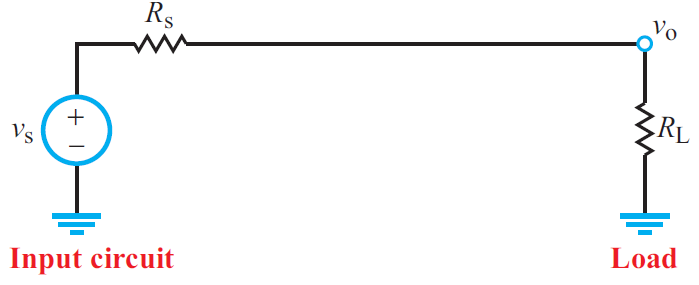 Rs
vo
vs
+
−
RL
Input circuit
Load